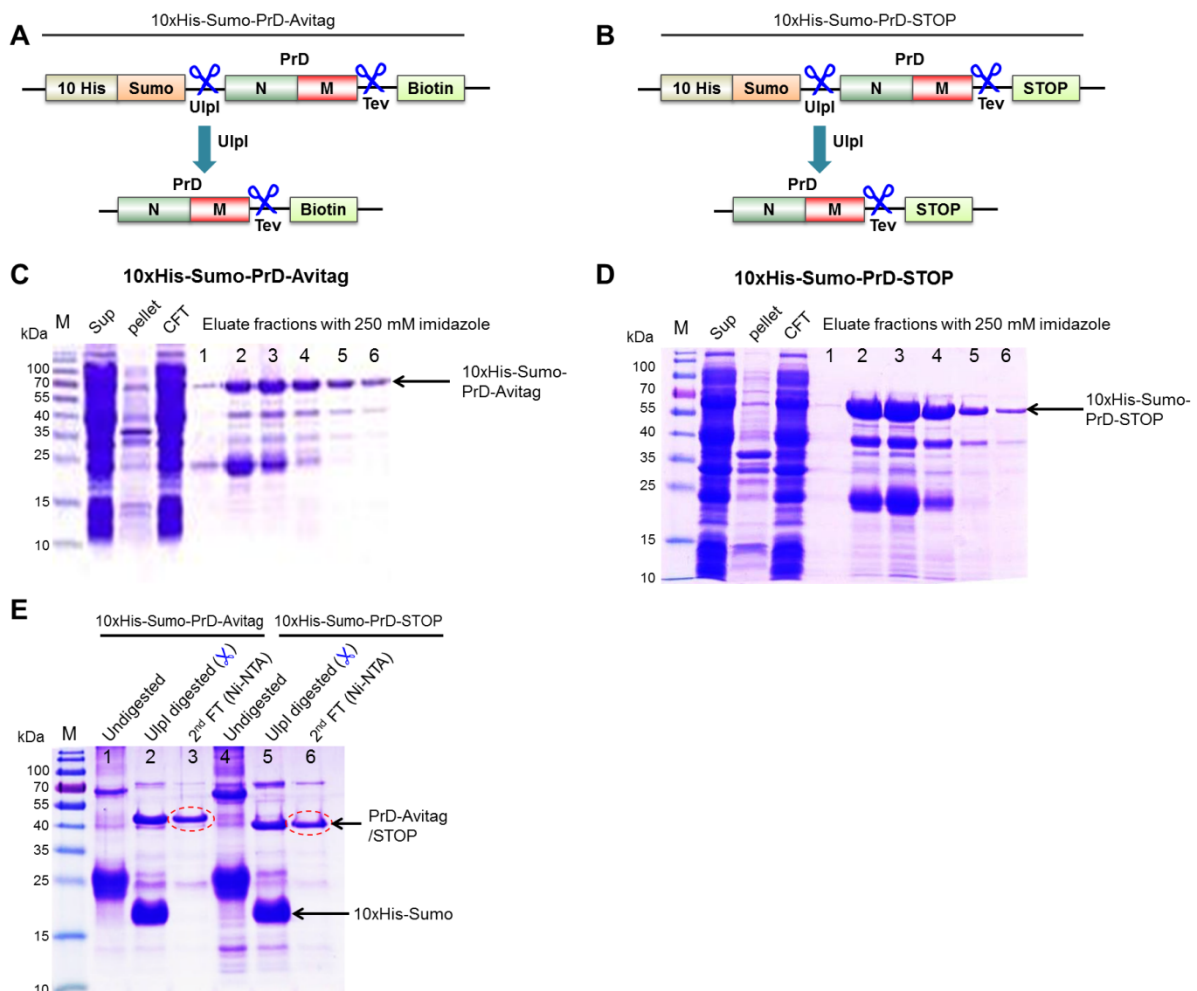 A
10xHis-Sumo-PrD-Avitag
PrD
10 His Sumo N M Biotin
UlpI Tev
UlpI
PrD
N M Biotin
Tev
B
10xHis-Sumo-PrD-STOP
PrD
10 His Sumo N M STOP
UlpI Tev
UlpI
PrD
N M STOP
Tev
C
10xHis-Sumo-PrD-Avitag
kDa M Sup pellet CFT Eluate fractions with 250 mM imidazole
1 2 3 4 5 6
100
70
55
40
35
25
15
10
10xHis-Sumo-
PrD-Avitag
D
10xHis-Sumo-PrD-STOP
kDa M Sup pellet CFT Eluate fractions with 250 mM imidazole
1 2 3 4 5 6
100
70
55
40
35
25
15
10
10xHis-Sumo-
PrD-STOP
E
10xHis-Sumo-PrD-Avitag 10xHis-Sumo-PrD-STOP
kDa M Undigested UlpI digested ( ) 2nd FT (Ni-NTA) Undigested UlpI digested ( ) 2nd FT (Ni-NTA)
1 2 3 4 5 6
100
70
55
40
35
25
15
10
PrD-Avitag
/STOP
10xHis-Sumo